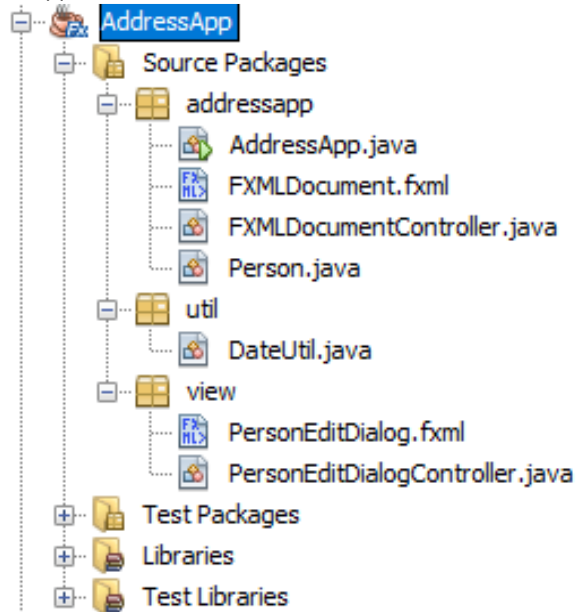 AddressApp
Source Packages
addressapp
AddressApp.java
FXMLDocument.fxml
FXMLDocumentController.java
Person.java
util
DateUtil.java
view
PersonEditDialog.fxml
PersonEditDialogController.java
Test Packages
Libraries
Test Libraries